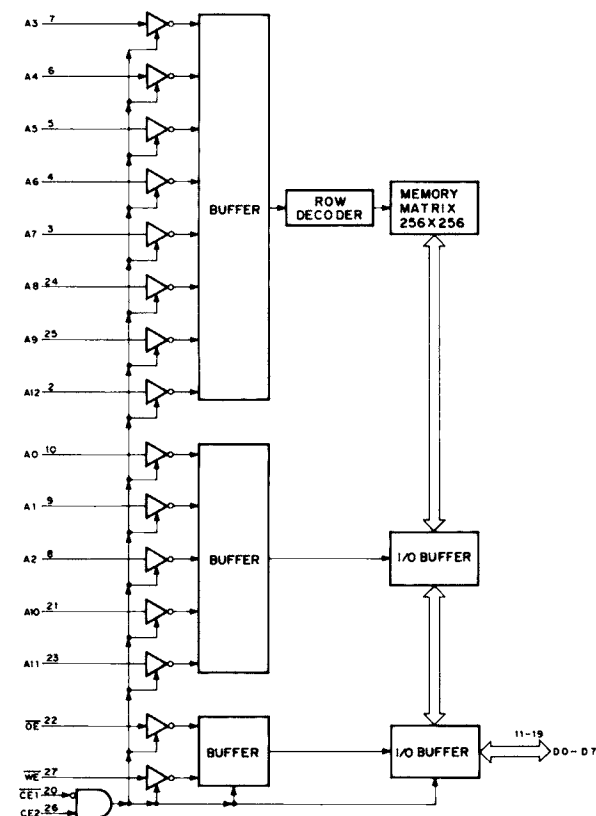 A3 7
A4 6
A5 5
A6 4
A7 3
A8 24
A9 25
A12 2
BUFFER
ROW
DECODER
MEMORY
MATRIX
256X256
A0 10
A1 9
A2 8
A10 21
A11 23
BUFFER
I/O BUFFER
OE 22
WE 27
CE1 20
CE2 26
BUFFER
I/O BUFFER
11-19
D0~D7